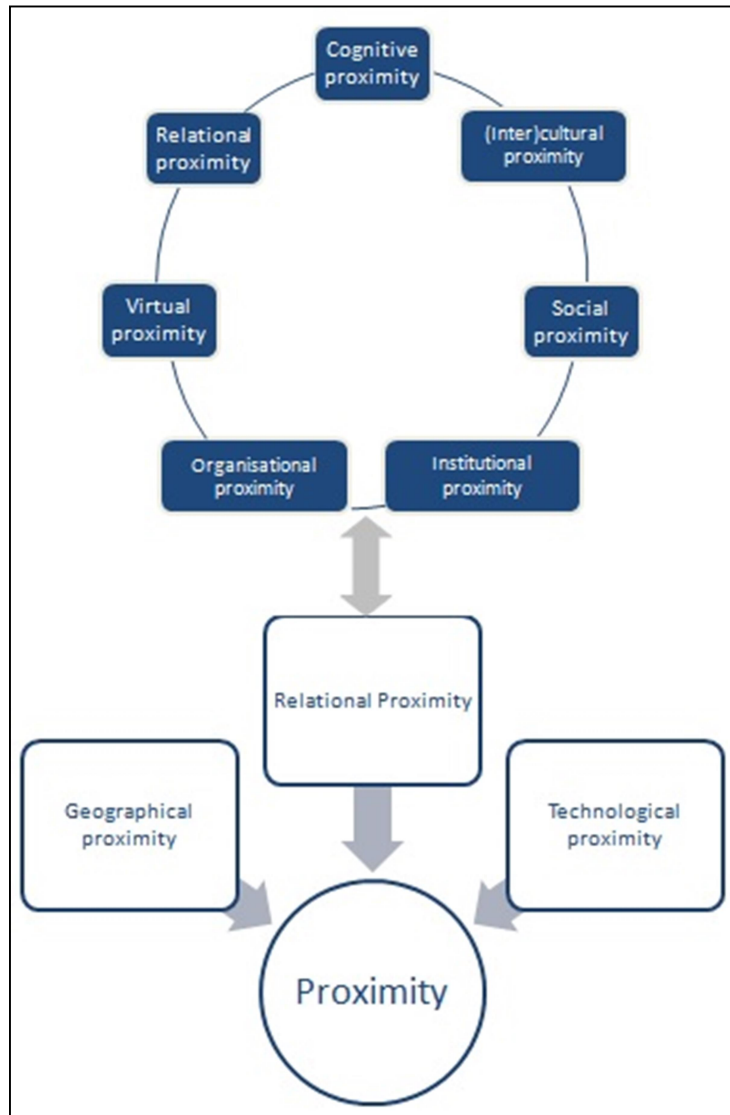 Cognitive
proximity
Relational
proximity
(Inter)cultural
proximity
Virtual
proximity
Social
proximity
Organisational
proximity
Institutional
proximity
Relational Proximity
Geographical
proximity
Technological
proximity
Proximity